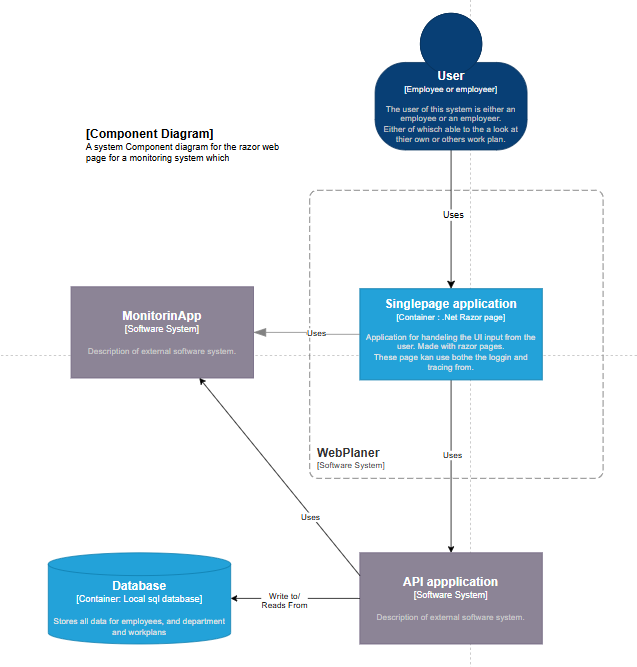 User
[Employee or employeer]
The user of this system is either an
employee or an employeer.
Either of whisch able to the a look at
thier own or others work plan.
[Component Diagram]
A system Component diagram for the razor web
page for a monitoring system which
Uses
Singlepage application
[Container : .Net Razor page]
Application for handeling the UI input from the
user. Made with razor pages.
These page kan use bothe the loggin and
tracing from.
MonitorinApp
[Software System]
Description of external software system.
Uses
WebPlaner
[Software System]
Uses
Uses
Database
[Container: Local sql database]
Stores all data for employees, and department
and workplans
Write to/
Reads From
API appplication
[Software System]
Description of external software system.